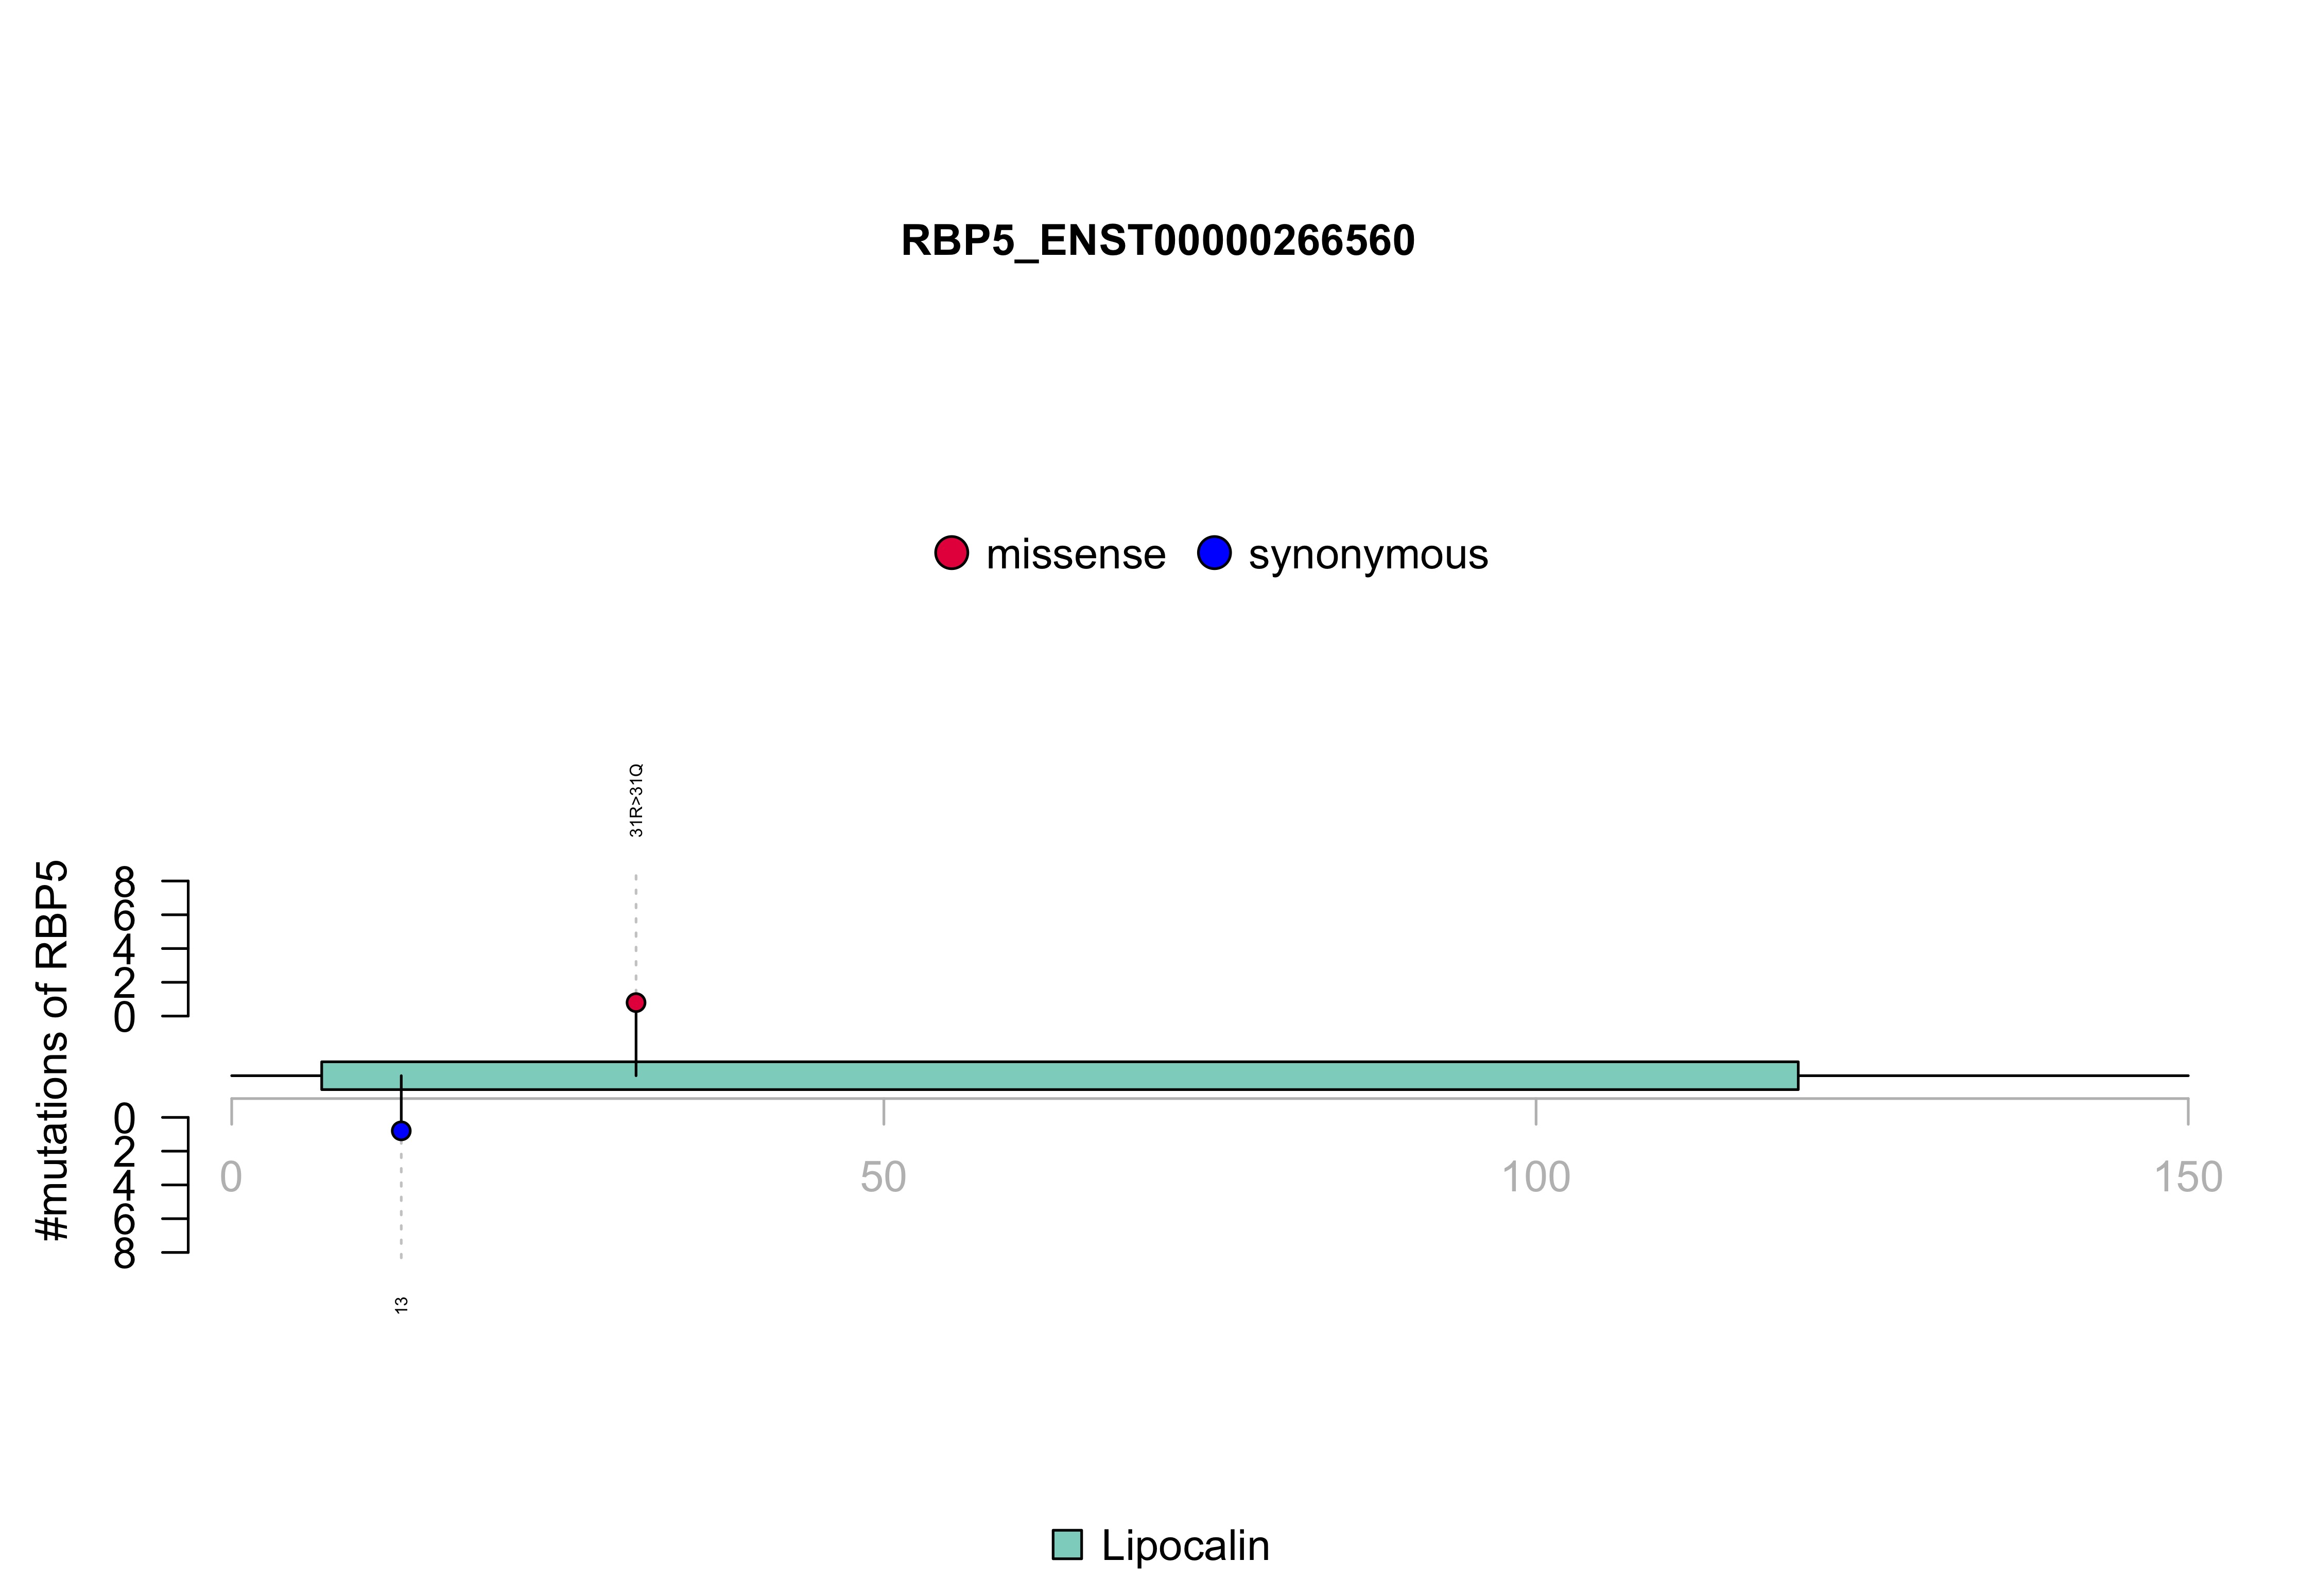 RBP5_ENST00000266560
missense synonymous
31R>31Q
#mutations of RBP5
8
6
4
2
0
0
2
4
6
8
0 50 100 150
13
Lipocalin